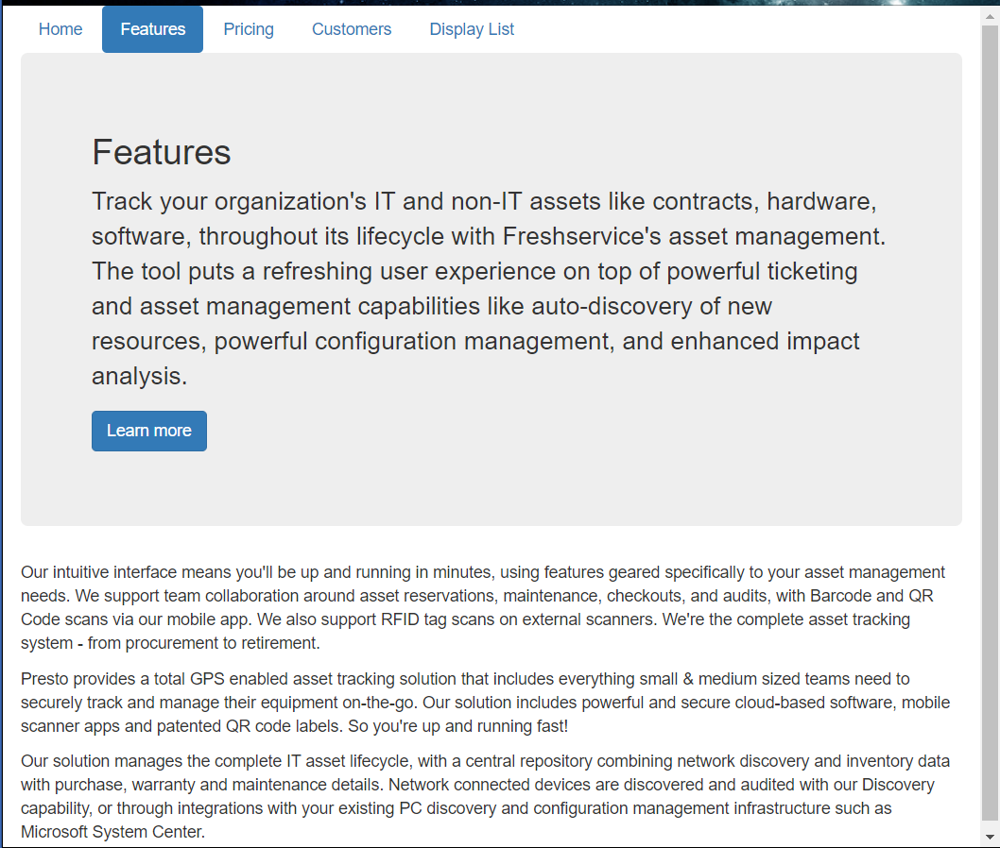 Home Features Pricing Customers Display List
Features
Track your organization's IT and non-IT assets like contracts, hardware,
software, throughout its lifecycle with Freshservice's asset management.
The tool puts a refreshing user experience on top of powerful ticketing
and asset management capabilities like auto-discovery of new
resources, powerful configuration management, and enhanced impact
analysis.
Learn more
Our intuitive interface means you'll be up and running in minutes, using features geared specifically to your asset management
needs. We support team collaboration around asset reservations, maintenance, checkouts, and audits, with Barcode and QR
Code scans via our mobile app. We also support RFID tag scans on external scanners. We're the complete asset tracking
system - from procurement to retirement.
Presto provides a total GPS enabled asset tracking solution that includes everything small & medium sized teams need to
securely track and manage their equipment on-the-go. Our solution includes powerful and secure cloud-based software, mobile
scanner apps and patented QR code labels. So you're up and running fast!
Our solution manages the complete IT asset lifecycle, with a central repository combining network discovery and inventory data
with purchase, warranty and maintenance details. Network connected devices are discovered and audited with our Discovery
capability, or through integrations with your existing PC discovery and configuration management infrastructure such as
Microsoft System Center.